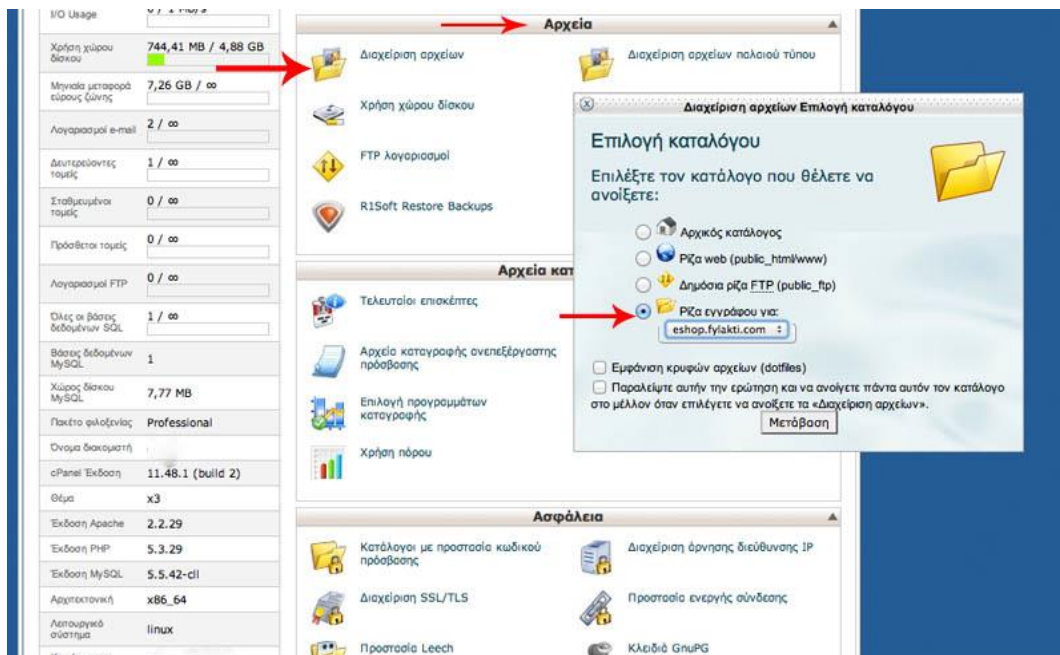 I/O Usage
0 / 1 MB/s
Χρήση χώρου
δίσκου
744,41 MB / 4,88 GB
Μηνιαία μεταφορά
εύρους ζώνης
7,26 GB / ∞
Λογαριασμοί e-mail
2 / ∞
Δευτερεύοντες
τομείς
1 / ∞
Σταθμευμένοι
τομείς
0 / ∞
Πρόσθετοι τομείς
0 / ∞
Λογαριασμοί FTP
0 / ∞
Όλες οι βάσεις
δεδομένων SQL
1 / ∞
Βάσεις δεδομένων
MySQL
1
Χώρος δίσκου
MySQL
7,77 MB
Πακέτο φιλοξενίας
Professional
Όνομα διακομιστή
cPanel Έκδοση
11.48.1 (build 2)
Θέμα
x3
Έκδοση Apache
2.2.29
Έκδοση PHP
5.3.29
Έκδοση MySQL
5.5.42-cll
Αρχιτεκτονική
x86_64
Λειτουργικό
σύστημα
linux
Αρχεία
Διαχείριση αρχείων
Διαχείριση αρχείων παλαιού τύπου
Χρήση χώρου δίσκου
FTP λογαριασμοί
R1Soft Restore Backups
Αρχεία κατ
Τελευταίοι επισκέπτες
Αρχεία καταγραφής ανεπεξέργαστης
πρόσβασης
Επιλογή προγραμμάτων
καταγραφής
Χρήση πόρου
Ασφάλεια
Κατάλογοι με προστασία κωδικού
πρόσβασης
Διαχείριση άρνησης διεύθυνσης IP
Διαχείριση SSL/TLS
Προστασία ενεργής σύνδεσης
Προστασία Leech
Κλειδιά GnuPG
Διαχείριση αρχείων Επιλογή καταλόγου
Επιλογή καταλόγου
Επιλέξτε τον κατάλογο που θέλετε να
ανοίξετε:
Αρχικός κατάλογος
Ρίζα web (public_html/www)
Δημόσια ρίζα FTP (public_ftp)
Ρίζα εγγράφου για:
eshop.fylakti.com
Εμφάνιση κρυφών αρχείων (dotfiles)
Παραλείψτε αυτήν την ερώτηση και να ανοίγετε πάντα αυτόν τον κατάλογο
στο μέλλον όταν επιλέγετε να ανοίξετε τα «Διαχείριση αρχείων».
Μετάβαση